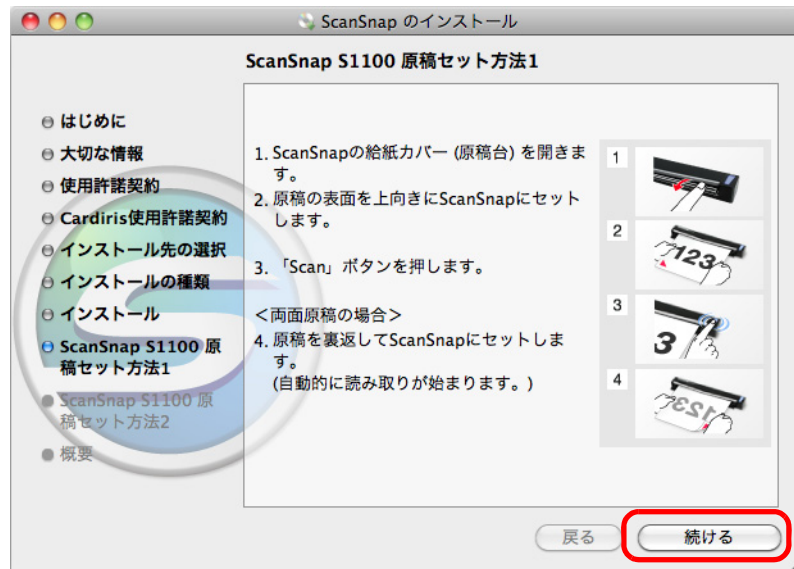 ScanSnap のインストール
ScanSnap S1100 原稿セット方法1
はじめに
大切な情報
使用許諾契約
Cardiris使用許諾契約
インストール先の選択
インストールの種類
インストール
ScanSnap S1100 原
稿セット方法1
ScanSnap S1100 原
稿セット方法2
概要
1. ScanSnapの給紙カバー (原稿台) を開きま
す。
2. 原稿の表面を上向きにScanSnapにセット
します。
3. 「Scan」ボタンを押します。
＜両面原稿の場合＞
4. 原稿を裏返してScanSnapにセットしま
す。
(自動的に読み取りが始まります。)
1
2
123
3
3
4
123
戻る
続ける